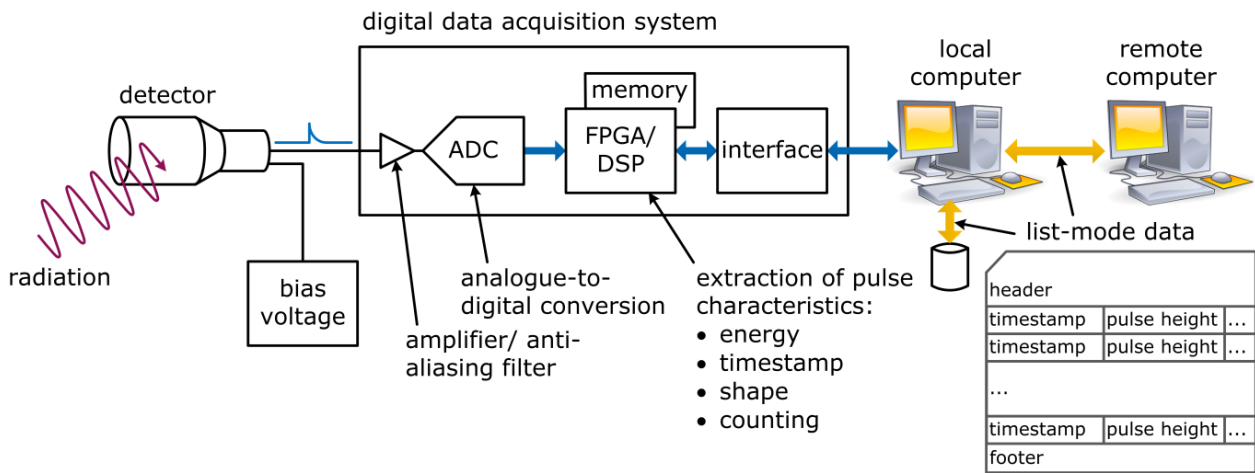 digital data acquisition system
detector
radiation
bias
voltage
ADC
memory
FPGA/
DSP
interface
local
computer
remote
computer
amplifier/ anti-
aliasing filter
analogue-to-
digital conversion
extraction of pulse
characteristics:
• energy
• timestamp
• shape
• counting
list-mode data
header
timestamp pulse height ...
timestamp pulse height ...
...
timestamp pulse height ...
footer